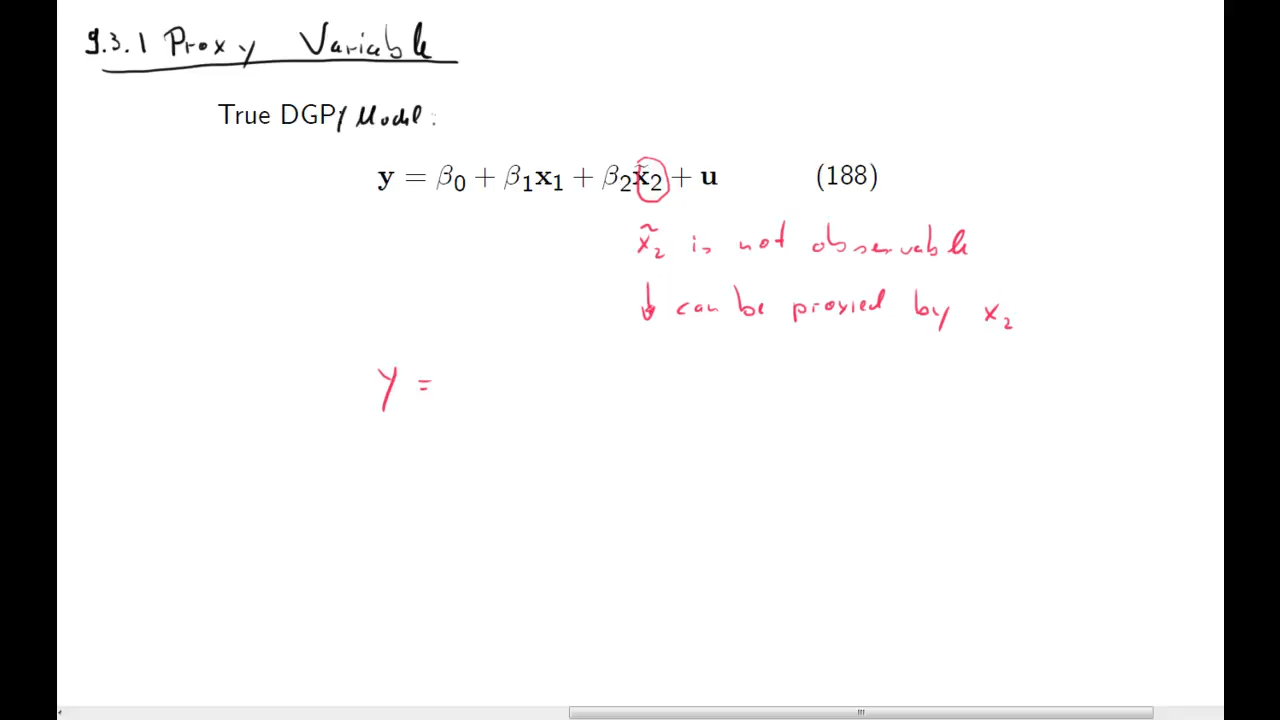 9.3.1 Proxy Variable
True DGP/Model:
y = β₀ + β₁x₁ + β₂x̃₂ + u (188)
x̃₂ is not observable
↓ can be proxied by x₂
y =